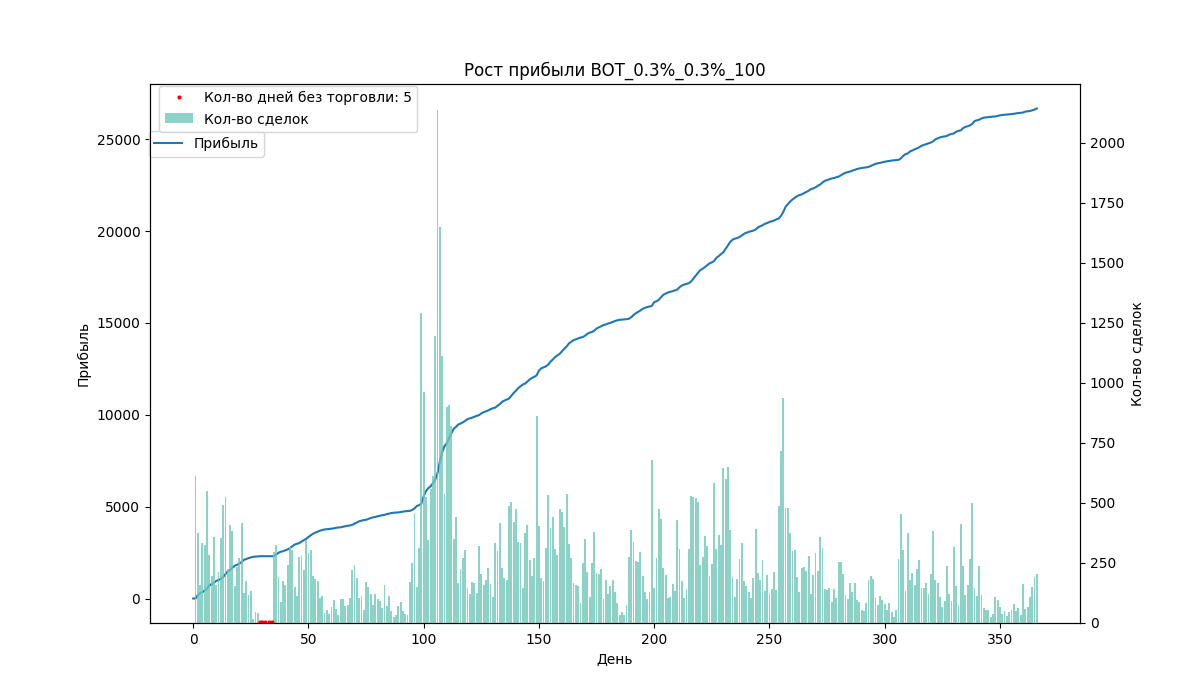 Рост прибыли BOT_0.3%_0.3%_100
Кол-во дней без торговли: 5
Кол-во сделок
Прибыль
25000
20000
15000
10000
5000
0
Прибыль
2000
1750
1500
1250
1000
750
500
250
0
Кол-во сделок
0 50 100 150 200 250 300 350
День